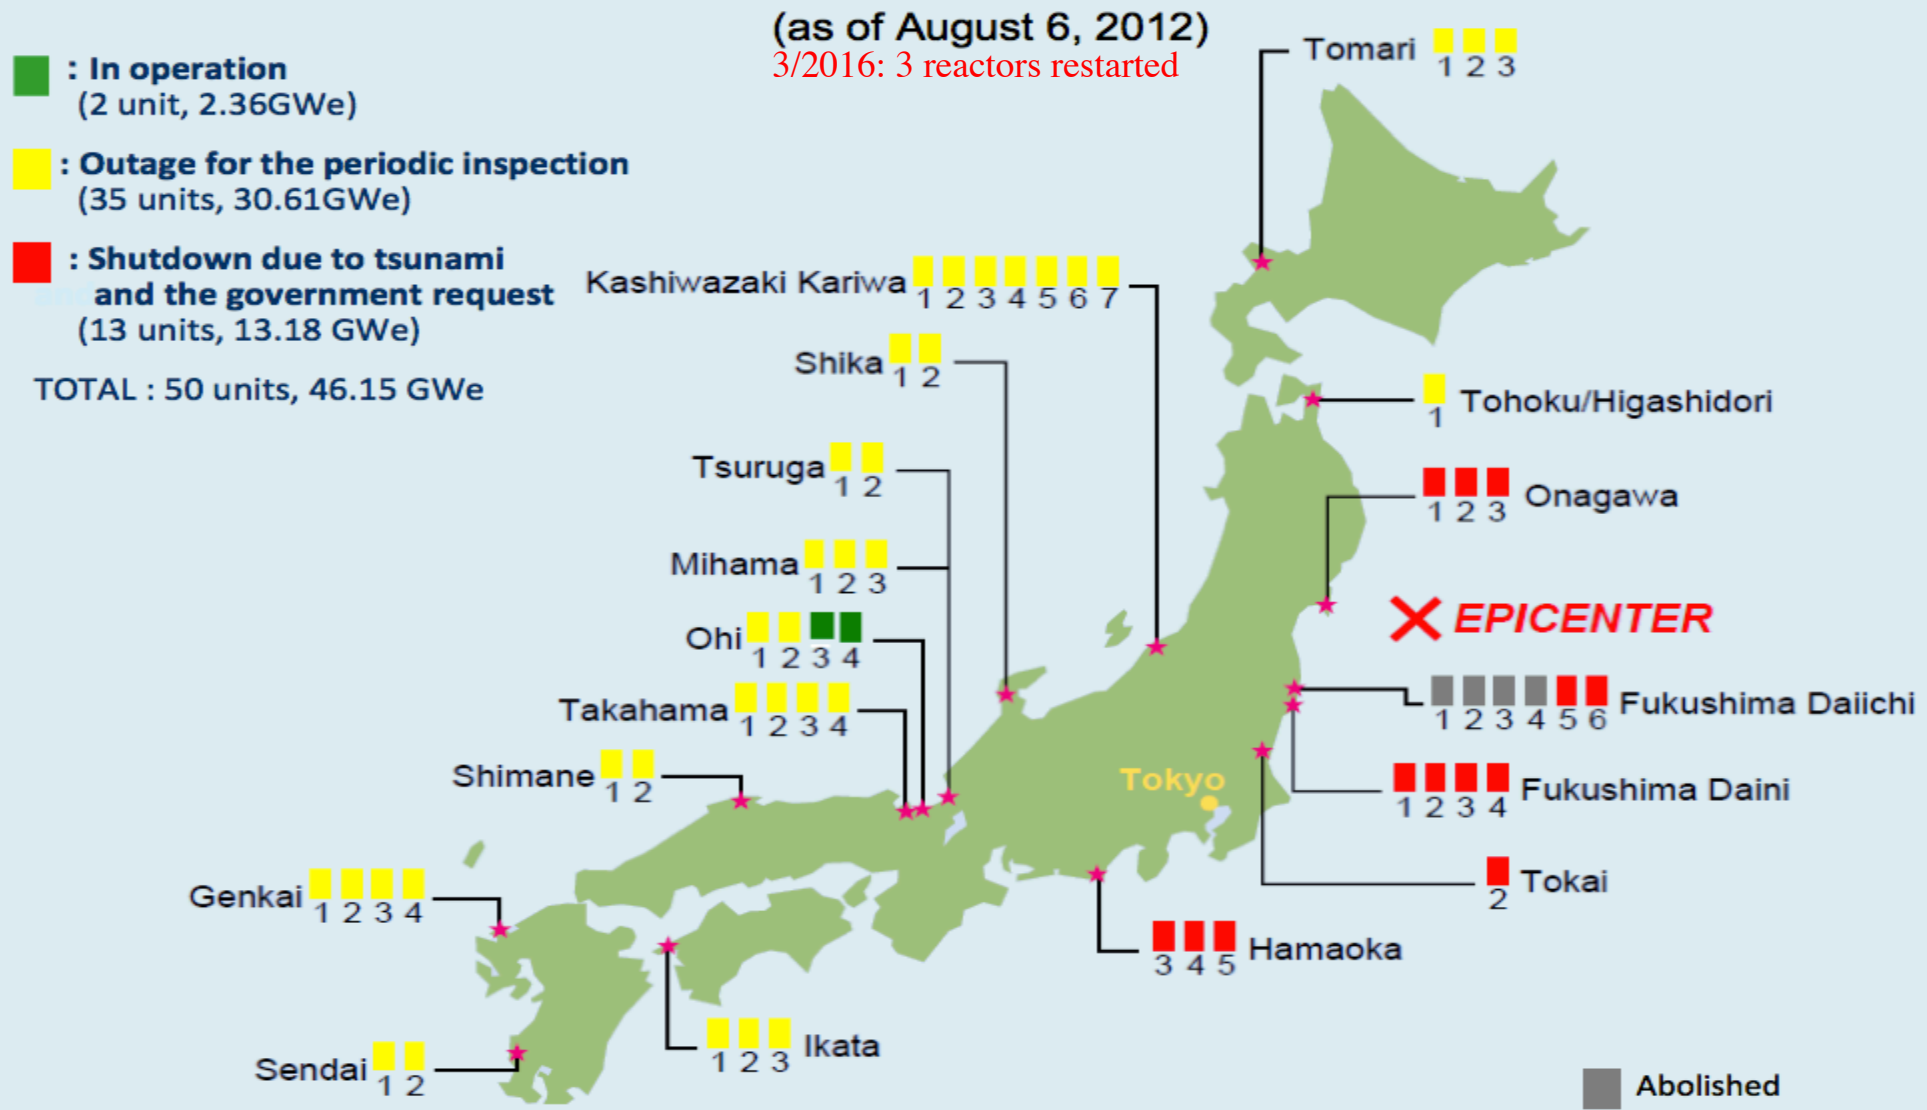 (as of August 6, 2012)
3/2016: 3 reactors restarted
: In operation
(2 unit, 2.36GWe)
: Outage for the periodic inspection
(35 units, 30.61GWe)
: Shutdown due to tsunami
and and the government request
(13 units, 13.18 GWe)
TOTAL : 50 units, 46.15 GWe
Tomari
1 2 3
Kashiwazaki Kariwa
1 2 3 4 5 6 7
Shika
1 2
Tohoku/Higashidori
1
Tsuruga
1 2
Onagawa
1 2 3
Mihama
1 2 3
EPICENTER
Ohi
1 2 3 4
Takahama
1 2 3 4
Fukushima Daiichi
1 2 3 4 5 6
Shimane
1 2
Tokyo
Fukushima Daini
1 2 3 4
Genkai
1 2 3 4
Tokai
2
Hamaoka
3 4 5
Ikata
1 2 3
Sendai
1 2
Abolished